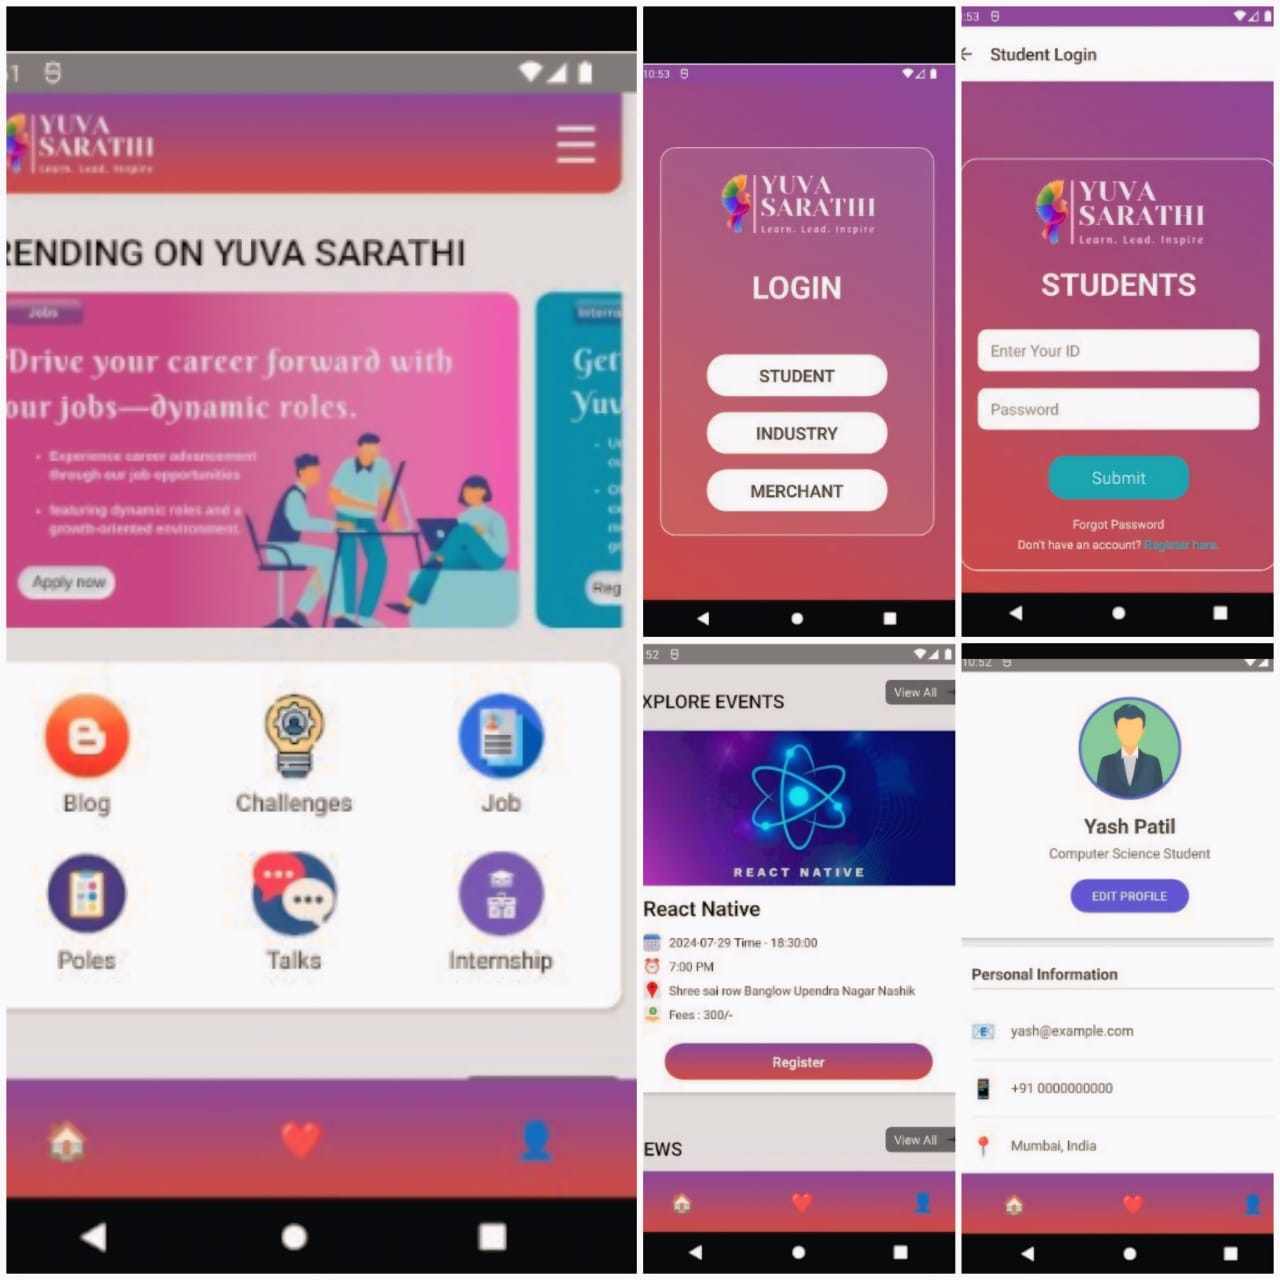 51
YUVA
SARATHI
Learn. Lead. Inspire
RENDING ON YUVA SARATHI
Jobs
Drive your career forward with
our jobs—dynamic roles.
• Experience career advancement
through our job opportunities
• featuring dynamic roles and a
growth-oriented environment.
Apply now
Intern
Get
Yuv
Reg
Blog
Challenges
Job
Poles
Talks
Internship
10:53
YUVA
SARATHI
Learn. Lead. Inspire
LOGIN
STUDENT
INDUSTRY
MERCHANT
:53
Student Login
YUVA
SARATHI
Learn. Lead. Inspire
STUDENTS
Enter Your ID
Password
Submit
Forgot Password
Don't have an account? Register here.
:52
XPLORE EVENTS
View All
REACT NATIVE
React Native
2024-07-29 Time - 18:30:00
7:00 PM
Shree sai row Banglow Upendra Nagar Nashik
Fees : 300/-
Register
EWS
View All
10:52
Yash Patil
Computer Science Student
EDIT PROFILE
Personal Information
yash@example.com
+91 0000000000
Mumbai, India